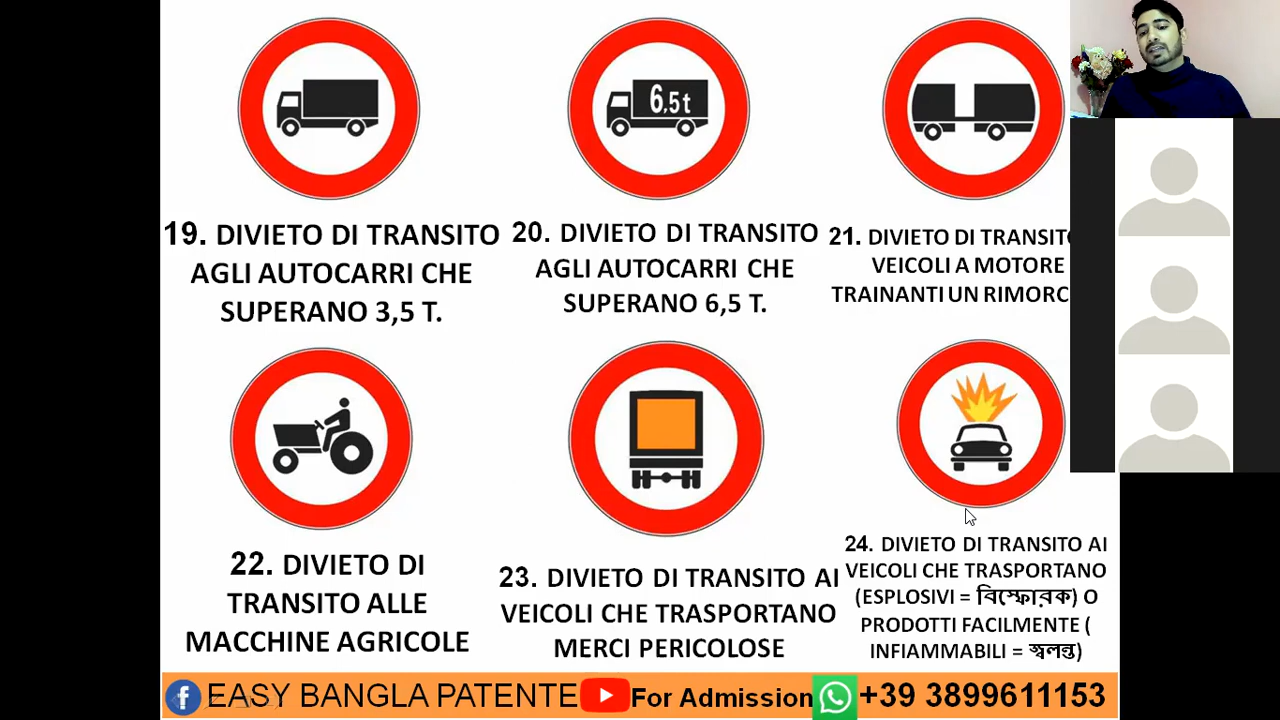 6.5t
19. DIVIETO DI TRANSITO
AGLI AUTOCARRI CHE
SUPERANO 3,5 T.
20. DIVIETO DI TRANSITO
AGLI AUTOCARRI CHE
SUPERANO 6,5 T.
21. DIVIETO DI
VEICOLI A MOTORE
TRAINANTI UN
22. DIVIETO DI
TRANSITO ALLE
MACCHINE AGRICOLE
23. DIVIETO DI TRANSITO AI
VEICOLI CHE TRASPORTANO
MERCI PERICOLOSE
24. DIVIETO DI TRANSITO AI
VEICOLI CHE TRASPORTANO
(ESPLOSIVI = বিস্ফোরক) O
PRODOTTI FACILMENTE (
INFIAMMABILI = জ্বলন্ত)
EASY BANGLA PATENTE For Admission +39 3899611153